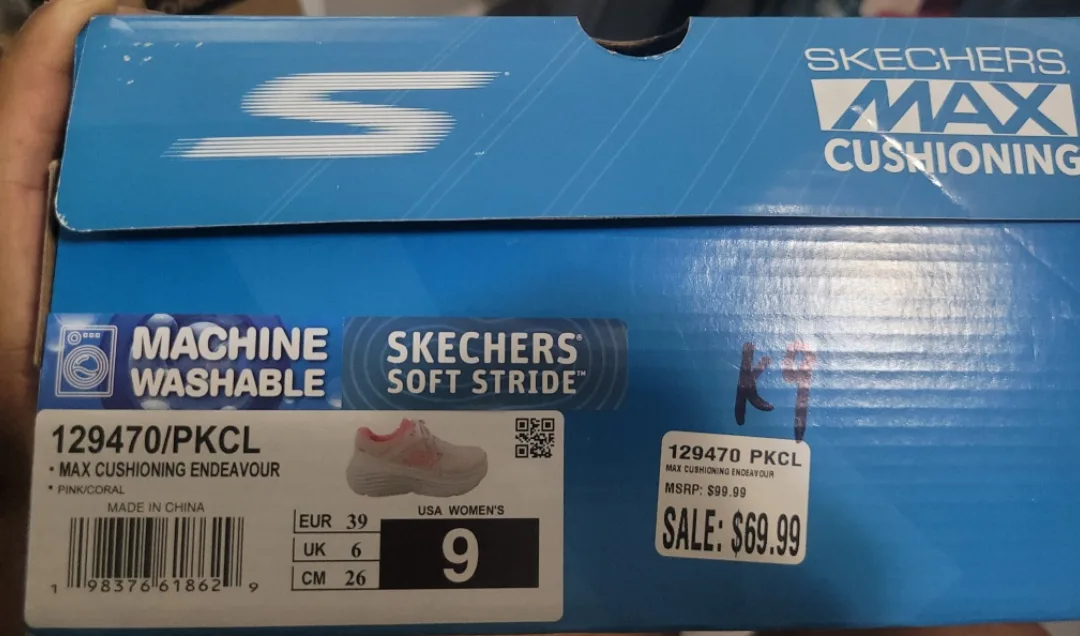 SKECHERS
MAX
CUSHIONING
MACHINE
WASHABLE
SKECHERS®
SOFT STRIDE™
K9
129470/PKCL
• MAX CUSHIONING ENDEAVOUR
• PINK/CORAL
MADE IN CHINA
1 98376 61862 9
EUR 39
UK 6
CM 26
USA WOMEN'S
9
129470 PKCL
MAX CUSHIONING ENDEAVOUR
MSRP: $99.99
SALE: $69.99